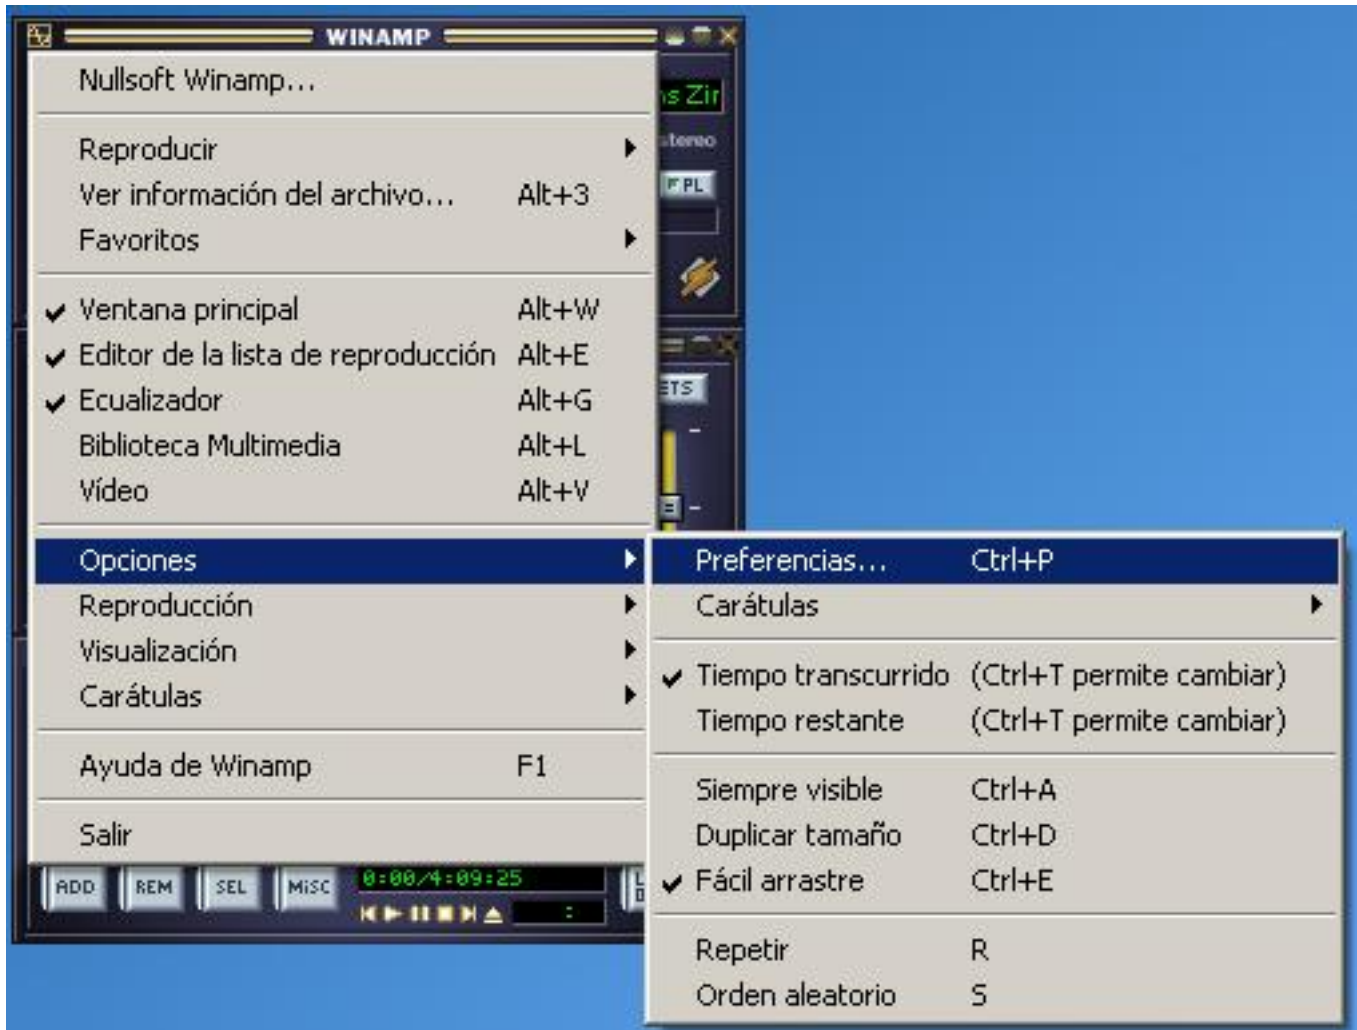 WINAMP
Nullsoft Winamp...
Reproducir
Ver información del archivo... Alt+3
Favoritos
Ventana principal Alt+W
Editor de la lista de reproducción Alt+E
Ecualizador Alt+G
Biblioteca Multimedia Alt+L
Vídeo Alt+V
Opciones
Reproducción
Visualización
Carátulas
Ayuda de Winamp F1
Salir
Zir
stereo
PL
Preferencias... Ctrl+P
Carátulas
Tiempo transcurrido (Ctrl+T permite cambiar)
Tiempo restante (Ctrl+T permite cambiar)
Siempre visible Ctrl+A
Duplicar tamaño Ctrl+D
Fácil arrastre Ctrl+E
Repetir R
Orden aleatorio S
ADD REM SEL MiSC 0:00/4:09:25